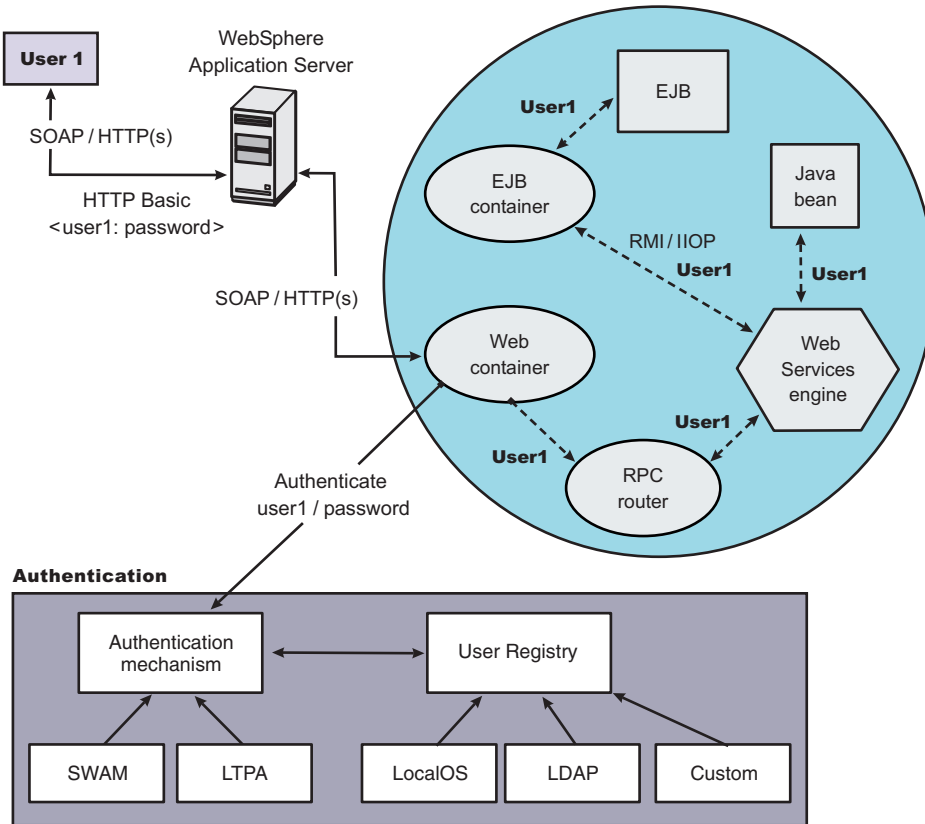 WebSphere
Application Server
User 1
SOAP / HTTP(s)
HTTP Basic
<user1: password>
SOAP / HTTP(s)
EJB
User1
EJB
container
Java
bean
RMI / IIOP
User1
User1
Web
container
Web
Services
engine
User1
User1
RPC
router
Authenticate
user1 / password
Authentication
Authentication
mechanism
User Registry
SWAM
LTPA
LocalOS
LDAP
Custom